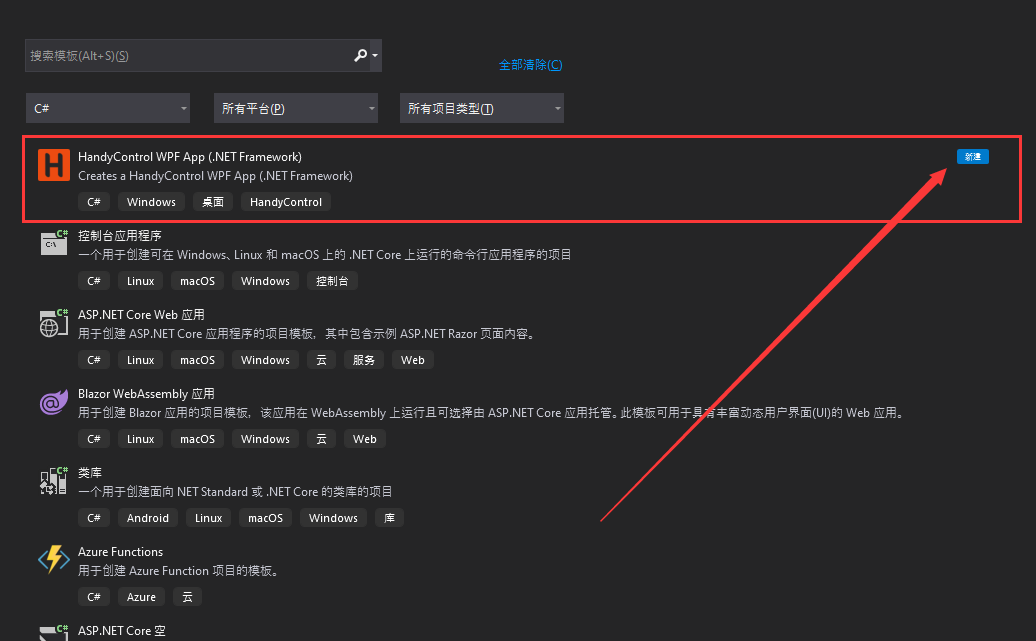 搜索模板(Alt+S)(S)
全部清除(C)
C#
所有平台(P)
所有项目类型(T)
HandyControl WPF App (.NET Framework)
新建
Creates a HandyControl WPF App (.NET Framework)
C# Windows 桌面 HandyControl
控制台应用程序
一个用于创建可在 Windows、Linux 和 macOS 上的 .NET Core 上运行的命令行应用程序的项目
C# Linux macOS Windows 控制台
ASP.NET Core Web 应用
用于创建 ASP.NET Core 应用程序的项目模板，其中包含示例 ASP.NET Razor 页面内容。
C# Linux macOS Windows 云 服务 Web
Blazor WebAssembly 应用
用于创建 Blazor 应用的项目模板，该应用在 WebAssembly 上运行且可选择由 ASP.NET Core 应用托管。此模板可用于具有丰富动态用户界面(UI)的 Web 应用。
C# Linux macOS Windows 云 Web
类库
一个用于创建面向 NET Standard 或 .NET Core 的类库的项目
C# Android Linux macOS Windows 库
Azure Functions
用于创建 Azure Function 项目的模板。
C# Azure 云
ASP.NET Core 空